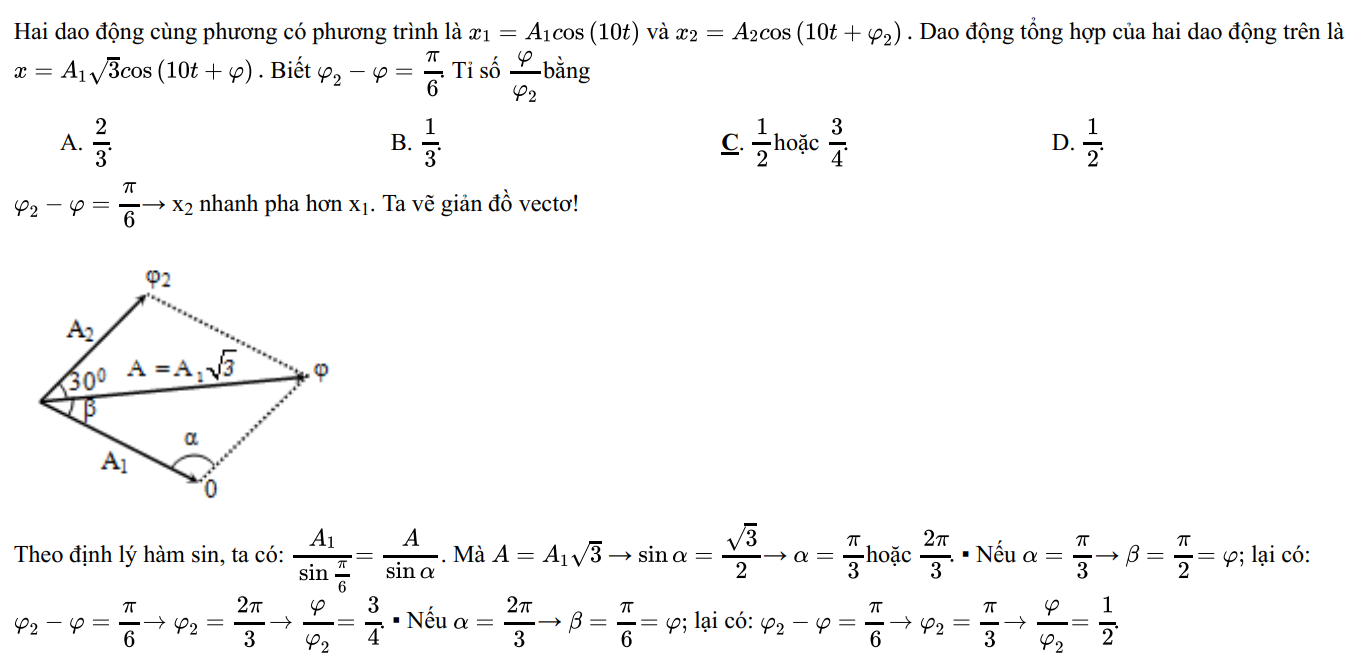 Hai dao động cùng phương có phương trình là x₁ = A₁cos (10t) và x₂ = A₂cos (10t + φ₂) . Dao động tổng hợp của hai dao động trên là
x = A₁√3cos (10t + φ) . Biết φ₂ − φ = π/6. Tỉ số φ/φ₂ bằng
A. 2/3. B. 1/3. C. 1/2 hoặc 3/4. D. 1/2.
φ₂ − φ = π/6 → x₂ nhanh pha hơn x₁. Ta vẽ giản đồ vectơ!
φ2
A₂
A = A₁√3
φ
30⁰
β
α
A₁
0
Theo định lý hàm sin, ta có: A₁/sin π/6 = A/sin α. Mà A = A₁√3 → sin α = √3/2 → α = π/3 hoặc 2π/3. ▪ Nếu α = π/3 → β = π/2 = φ; lại có:
φ₂ − φ = π/6 → φ₂ = 2π/3 → φ/φ₂ = 3/4. ▪ Nếu α = 2π/3 → β = π/6 = φ; lại có: φ₂ − φ = π/6 → φ₂ = π/3 → φ/φ₂ = 1/2.